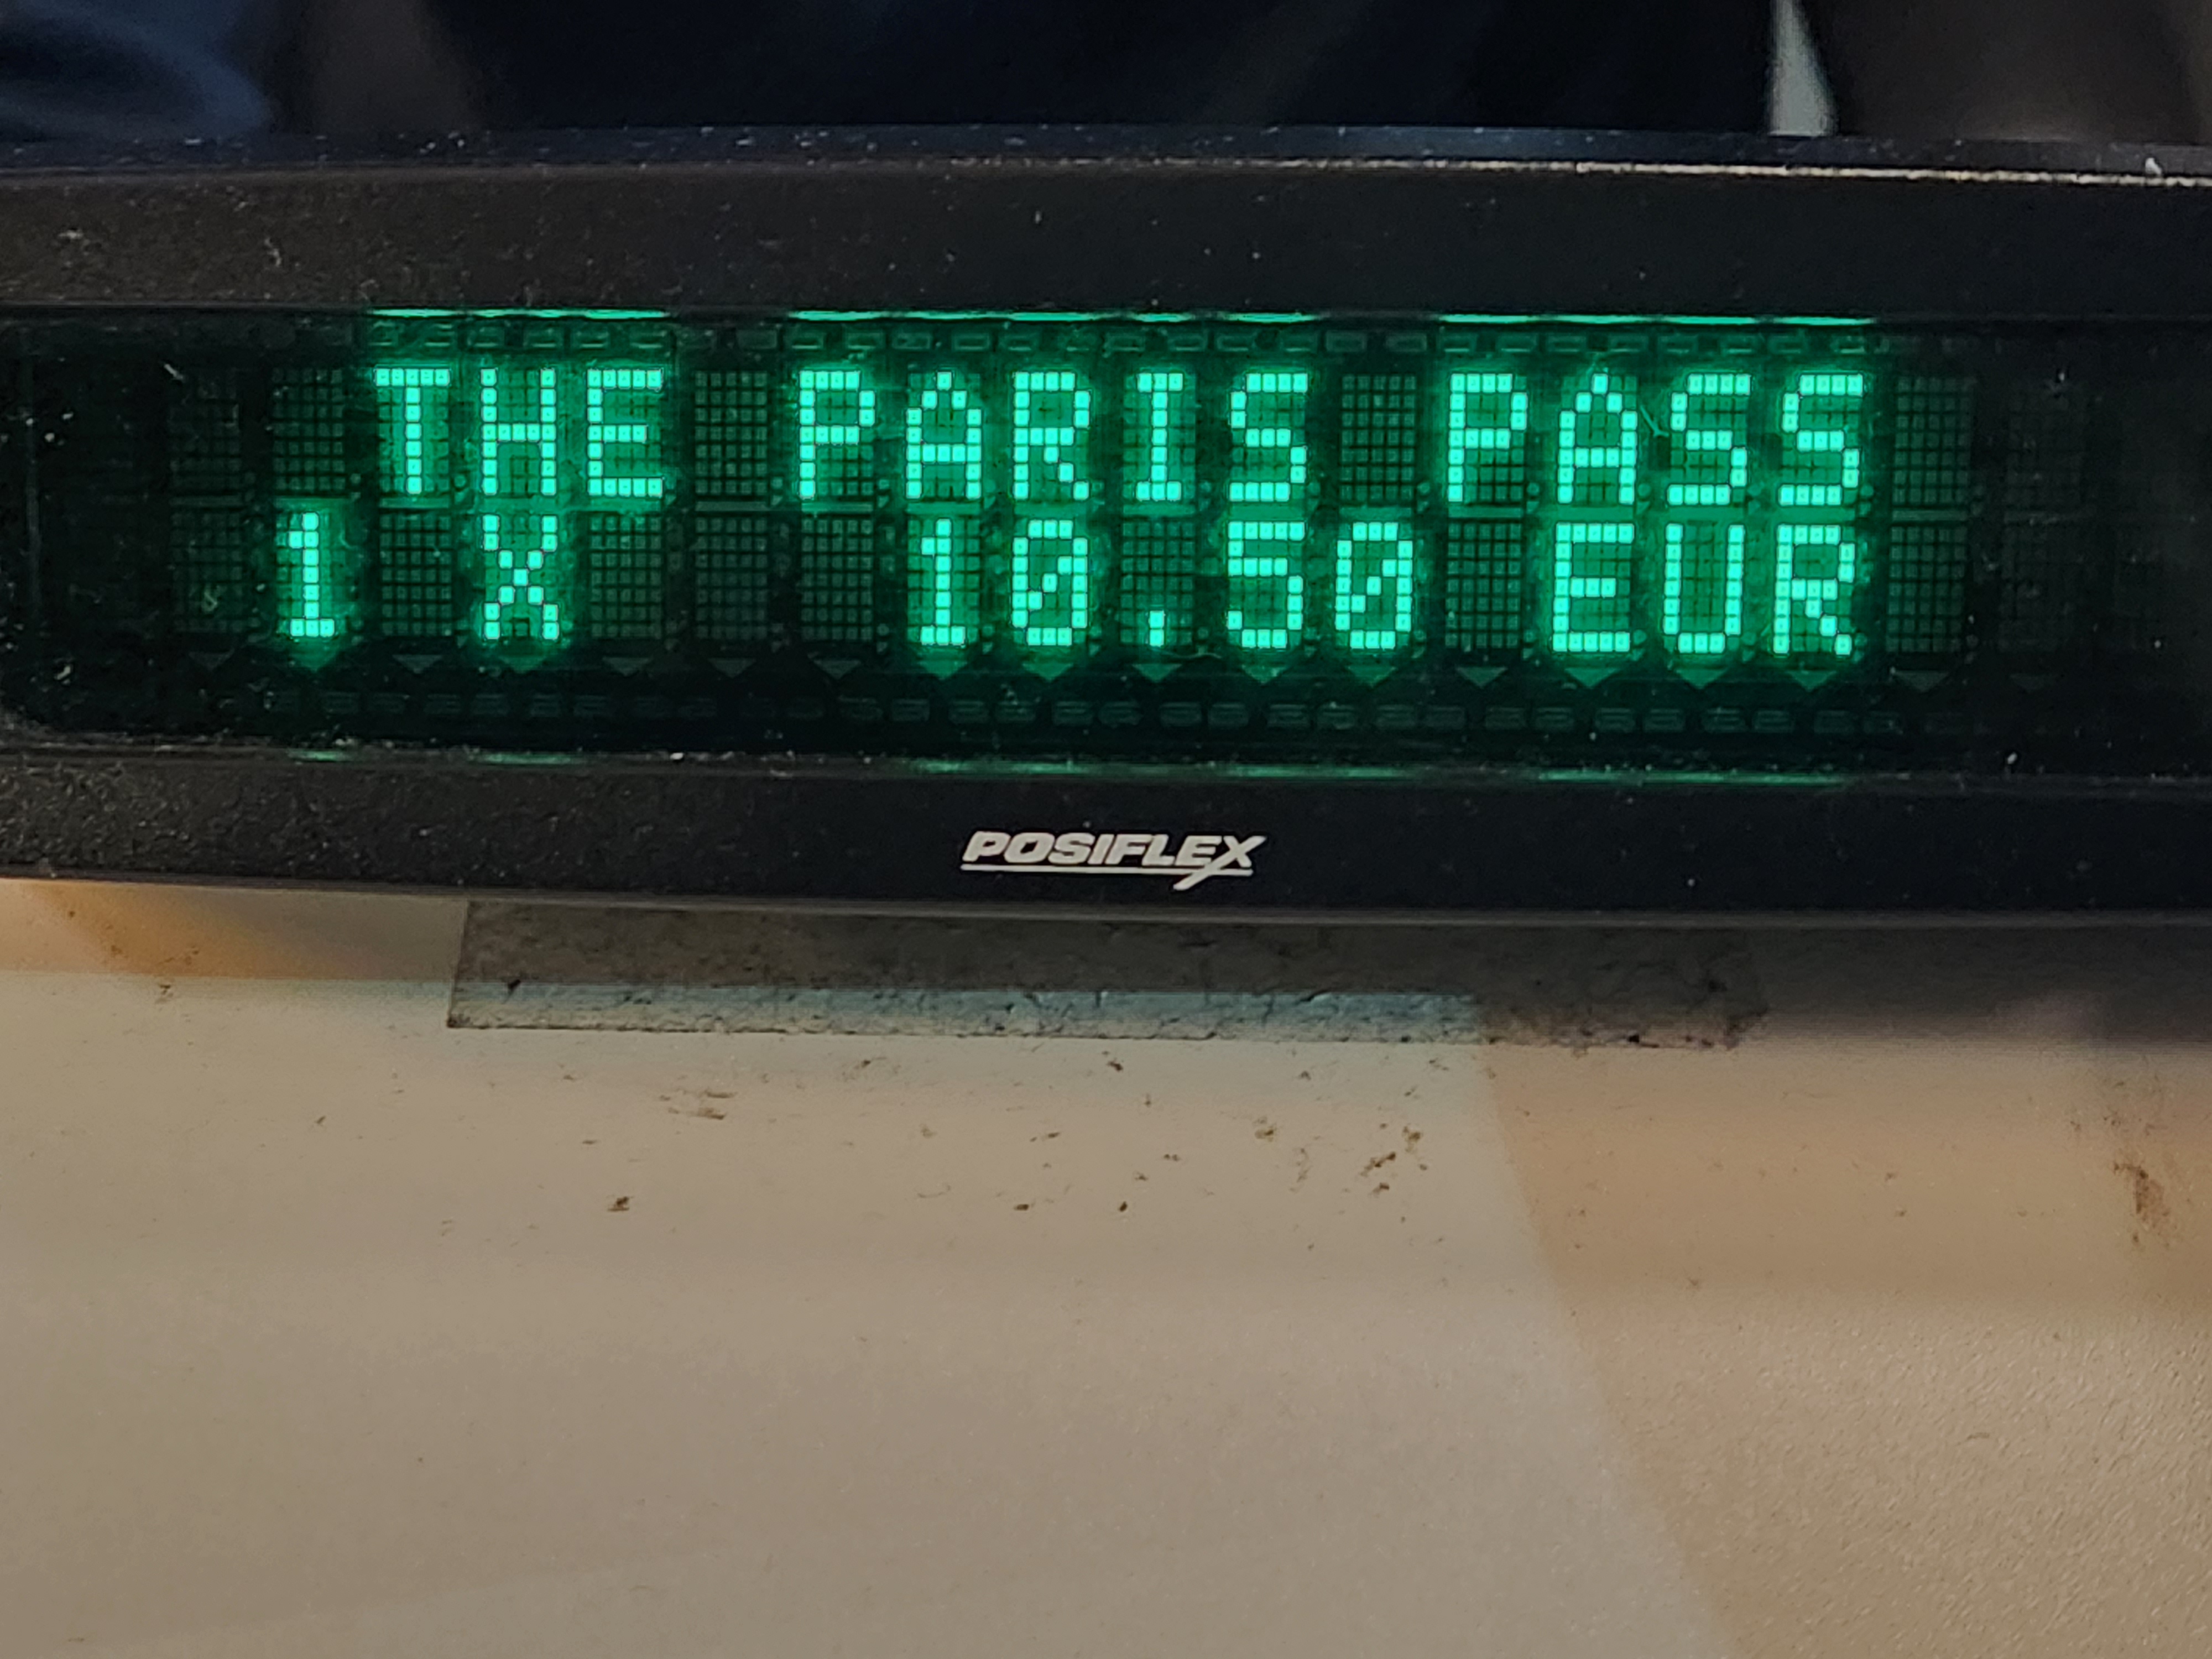 THE PARIS PASS
1 X 10.50 EUR
POSIFLEX